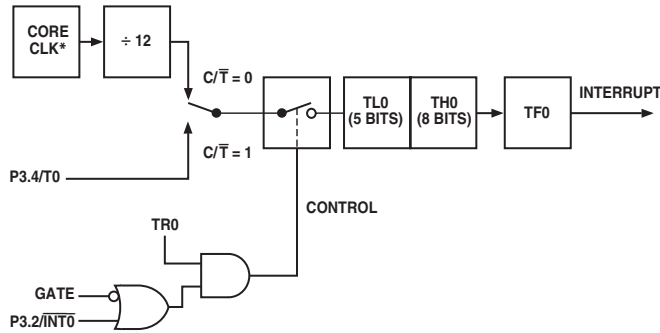 CORE
CLK*
÷ 12
C/T̅ = 0
C/T̅ = 1
P3.4/T0
TL0
(5 BITS)
TH0
(8 BITS)
TF0
INTERRUPT
CONTROL
TR0
GATE
P3.2/I̅N̅T̅0̅